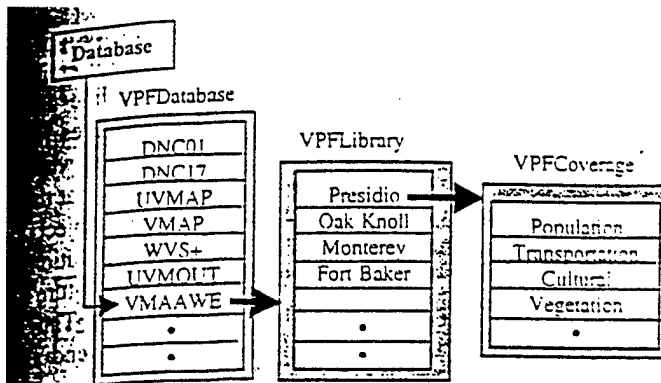 Database
VPFDatabase
DNC01
DNC17
UVMAP
VMAP
WVS+
UVMOUT
VMAAWE
•
•
VPFLibrary
Presidio
Oak Knoll
Monterey
Fort Baker
•
•
VPFCoverage
Population
Transportation
Cultural
Vegetation
•